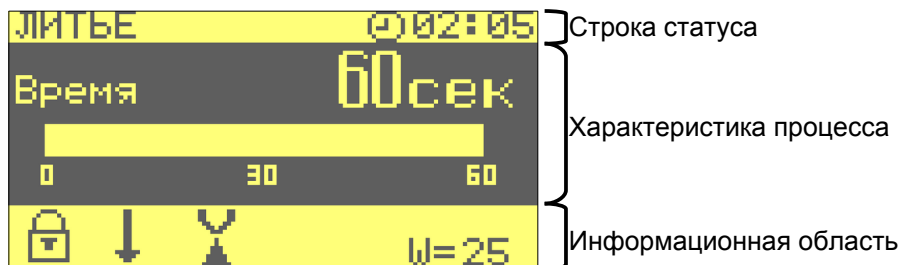 ЛИТЬЕ 02:05 Строка статуса
Время 60сек
Характеристика процесса
0 30 60
W=25 Информационная область